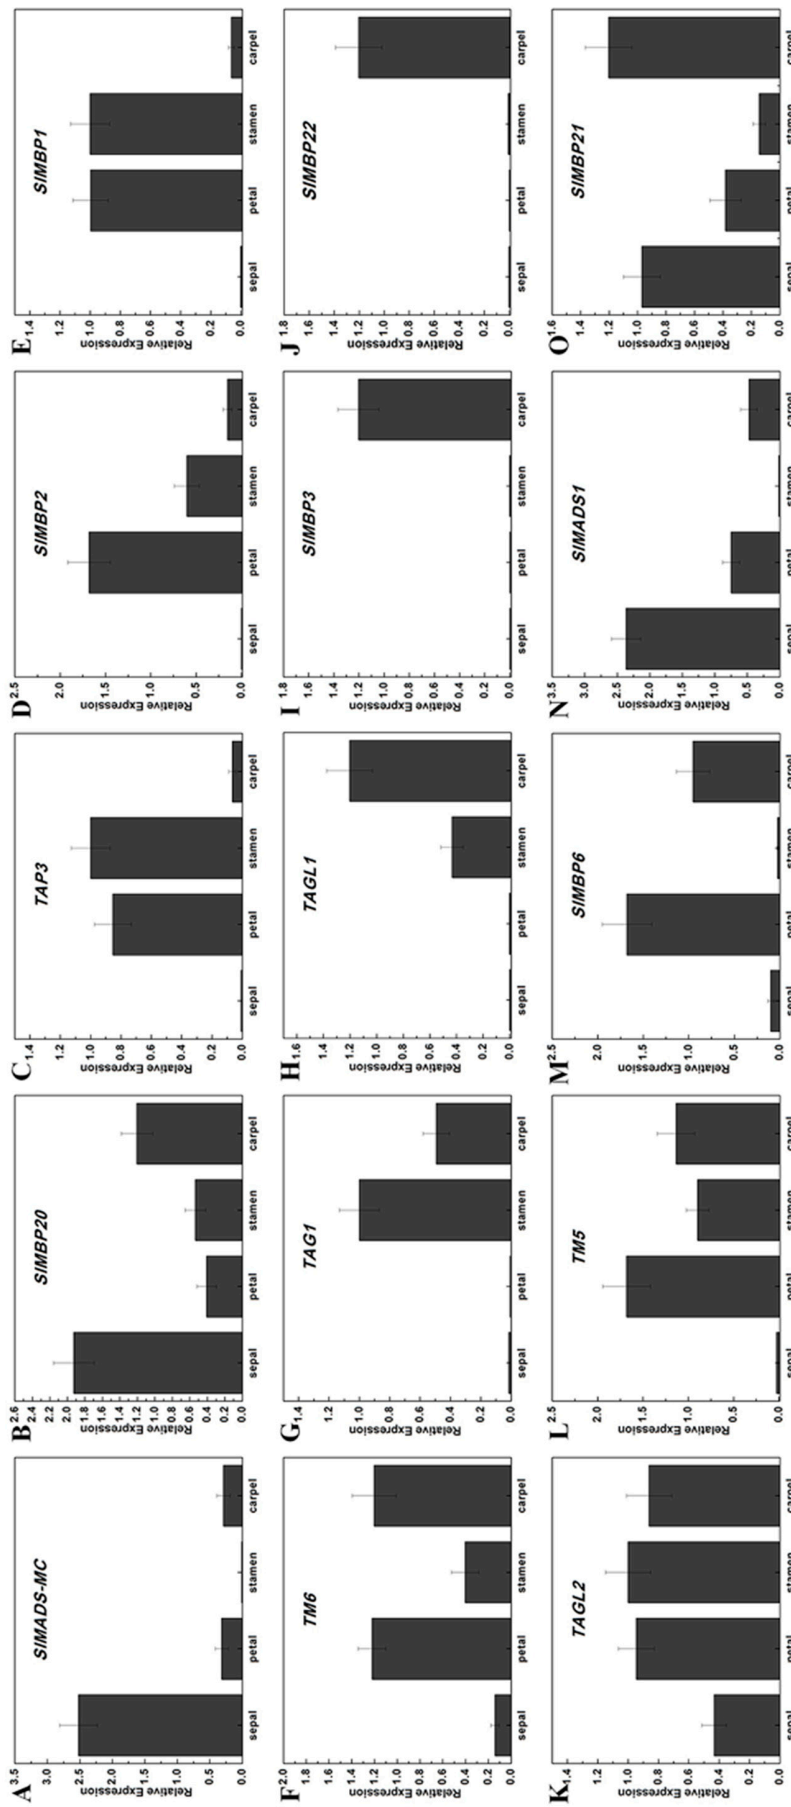 A
SlMADS-MC
Relative Expression
3.5
3.0
2.5
2.0
1.5
1.0
0.5
0.0
sepal petal stamen carpel
B
SlMBP20
Relative Expression
2.6
2.4
2.2
2.0
1.8
1.6
1.4
1.2
1.0
0.8
0.6
0.4
0.2
0.0
sepal petal stamen carpel
C
TAP3
Relative Expression
1.4
1.2
1.0
0.8
0.6
0.4
0.2
0.0
sepal petal stamen carpel
D
SlMBP2
Relative Expression
2.5
2.0
1.5
1.0
0.5
0.0
sepal petal stamen carpel
E
SlMBP1
Relative Expression
1.4
1.2
1.0
0.8
0.6
0.4
0.2
0.0
sepal petal stamen carpel
F
TM6
Relative Expression
2.0
1.8
1.6
1.4
1.2
1.0
0.8
0.6
0.4
0.2
0.0
sepal petal stamen carpel
G
TAG1
Relative Expression
1.4
1.2
1.0
0.8
0.6
0.4
0.2
0.0
sepal petal stamen carpel
H
TAGL1
Relative Expression
1.6
1.4
1.2
1.0
0.8
0.6
0.4
0.2
0.0
sepal petal stamen carpel
I
SlMBP3
Relative Expression
1.8
1.6
1.4
1.2
1.0
0.8
0.6
0.4
0.2
0.0
sepal petal stamen carpel
J
SlMBP22
Relative Expression
1.8
1.6
1.4
1.2
1.0
0.8
0.6
0.4
0.2
0.0
sepal petal stamen carpel
K
TAGL2
Relative Expression
1.4
1.2
1.0
0.8
0.6
0.4
0.2
0.0
sepal petal stamen carpel
L
TM5
Relative Expression
2.5
2.0
1.5
1.0
0.5
0.0
sepal petal stamen carpel
M
SlMBP6
Relative Expression
2.5
2.0
1.5
1.0
0.5
0.0
sepal petal stamen carpel
N
SlMADS1
Relative Expression
3.5
3.0
2.5
2.0
1.5
1.0
0.5
0.0
sepal petal stamen carpel
O
SlMBP21
Relative Expression
1.6
1.4
1.2
1.0
0.8
0.6
0.4
0.2
0.0
sepal petal stamen carpel